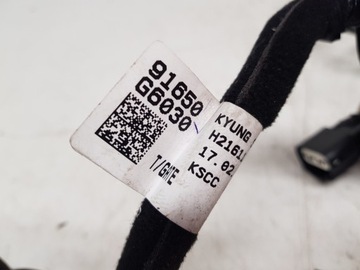 91650
G6030
T/GATE
KYUNG
H2161
17.02
KSCC